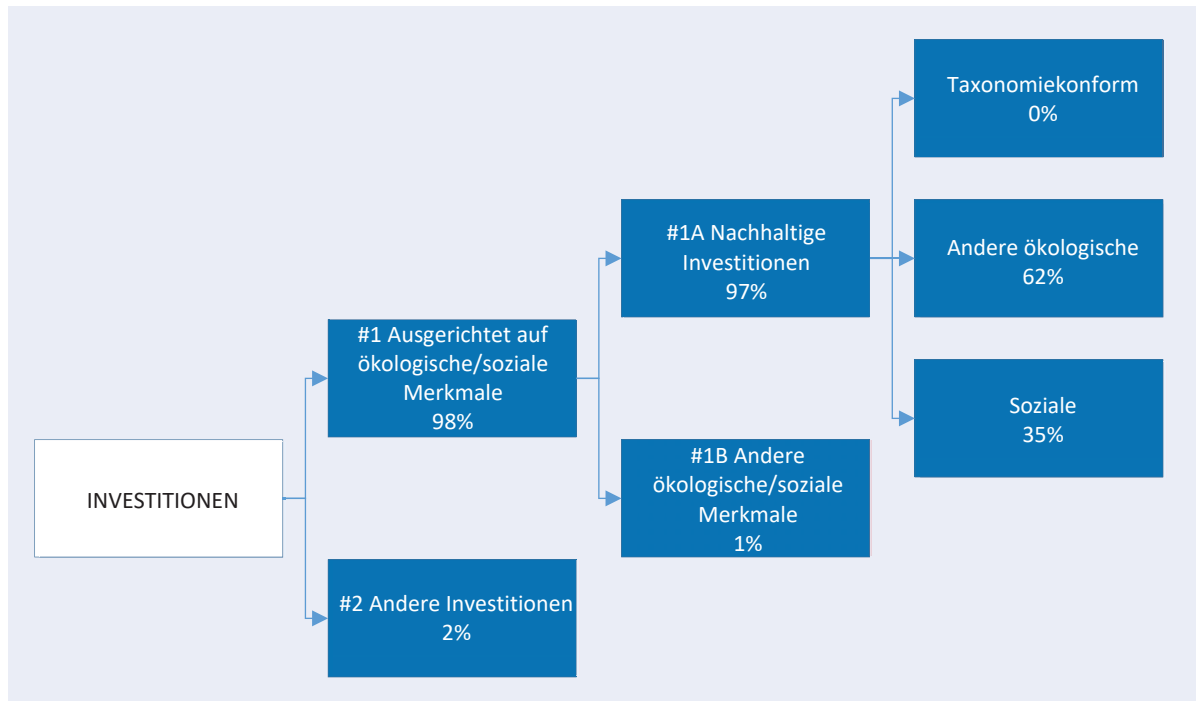 INVESTITIONEN
#1 Ausgerichtet auf
ökologische/soziale
Merkmale
98%
#2 Andere Investitionen
2%
#1A Nachhaltige
Investitionen
97%
#1B Andere
ökologische/soziale
Merkmale
1%
Taxonomiekonform
0%
Andere ökologische
62%
Soziale
35%